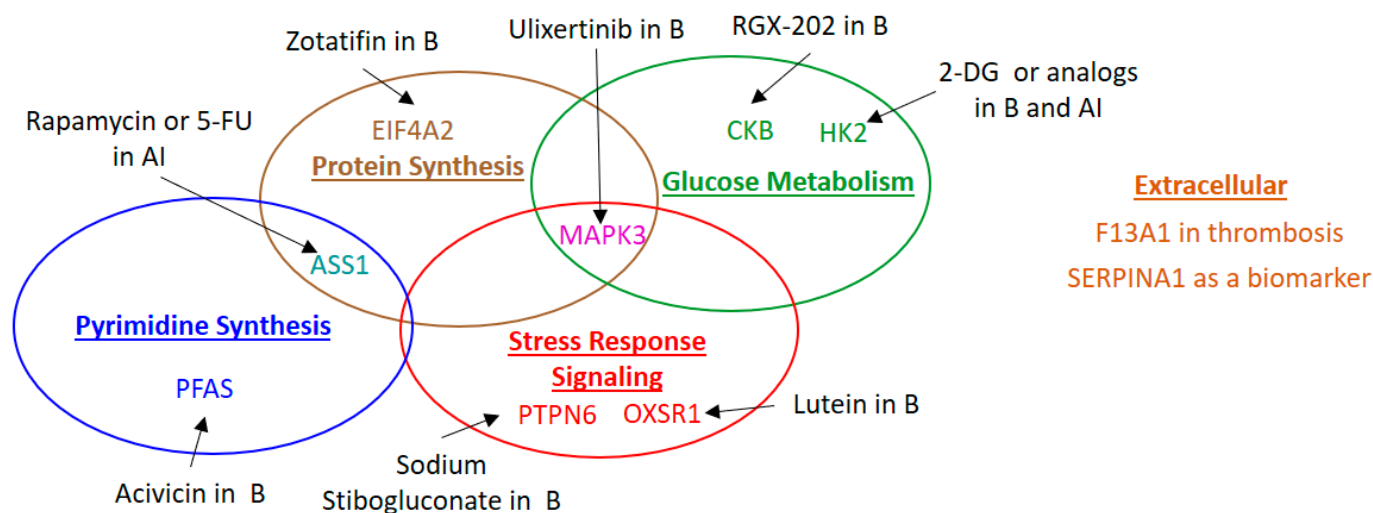 Zotatifin in B
Ulixertinib in B
RGX-202 in B
2-DG or analogs
in B and AI
Rapamycin or 5-FU
in AI
EIF4A2
Protein Synthesis
CKB
HK2
Glucose Metabolism
Extracellular
F13A1 in thrombosis
SERPINA1 as a biomarker
MAPK3
ASS1
Pyrimidine Synthesis
PFAS
Acivicin in B
Stress Response
Signaling
PTPN6
OXSR1
Lutein in B
Sodium
Stibogluconate in B